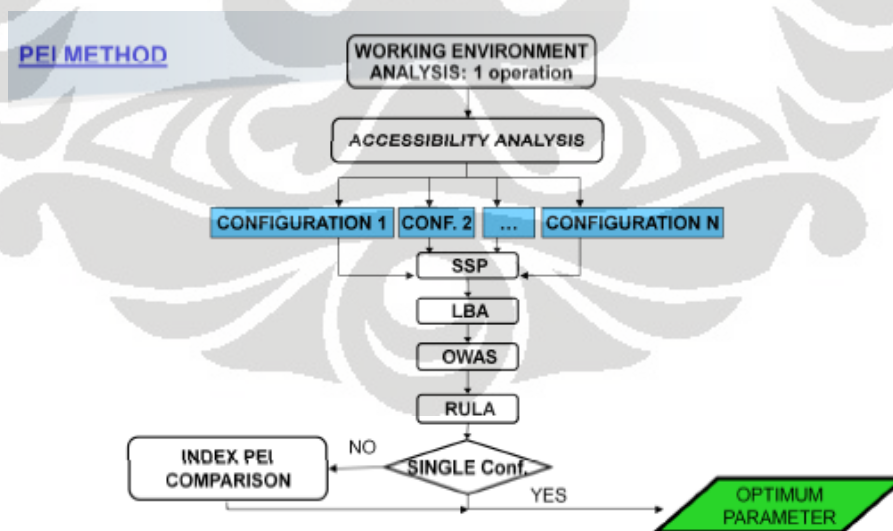 PEI METHOD
WORKING ENVIRONMENT
ANALYSIS: 1 operation
ACCESSIBILITY ANALYSIS
CONFIGURATION 1
CONF. 2
...
CONFIGURATION N
SSP
LBA
OWAS
RULA
SINGLE Conf.
NO
INDEX PEI
COMPARISON
YES
OPTIMUM
PARAMETER